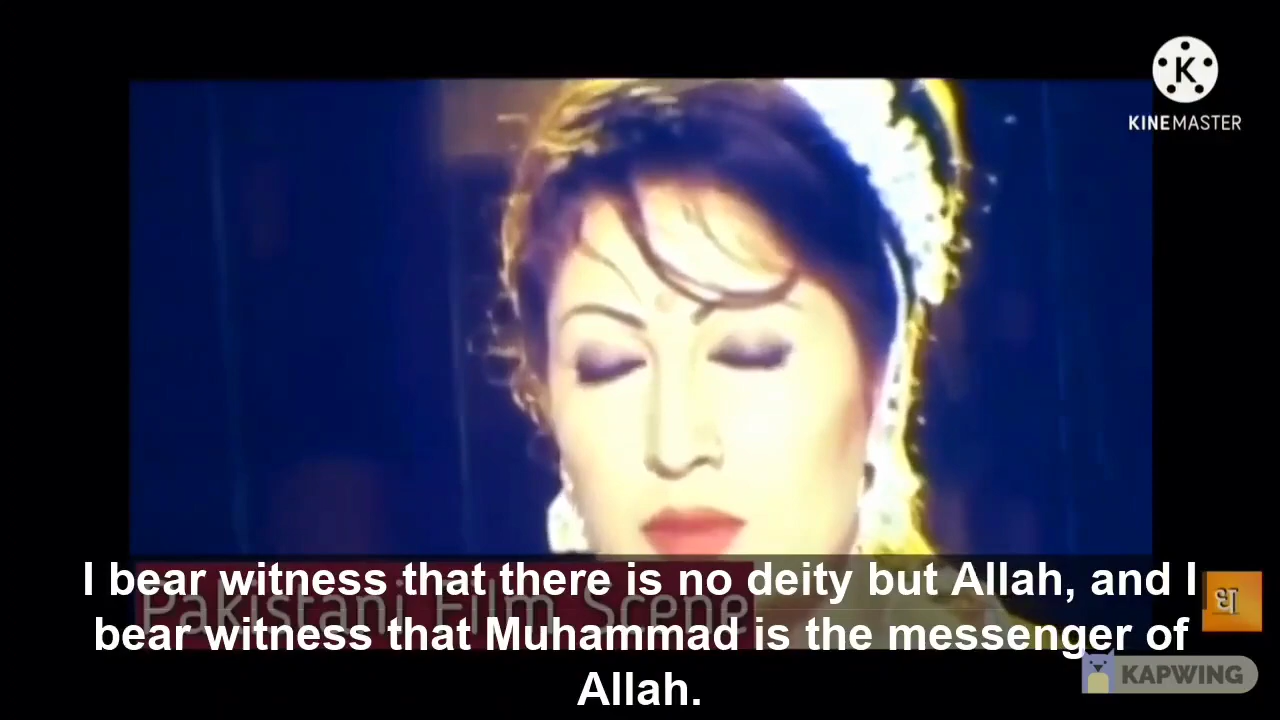 K
KINEMASTER
I bear witness that there is no deity but Allah, and I
Pakistani Film Scene
bear witness that Muhammad is the messenger of
Allah.
KAPWING